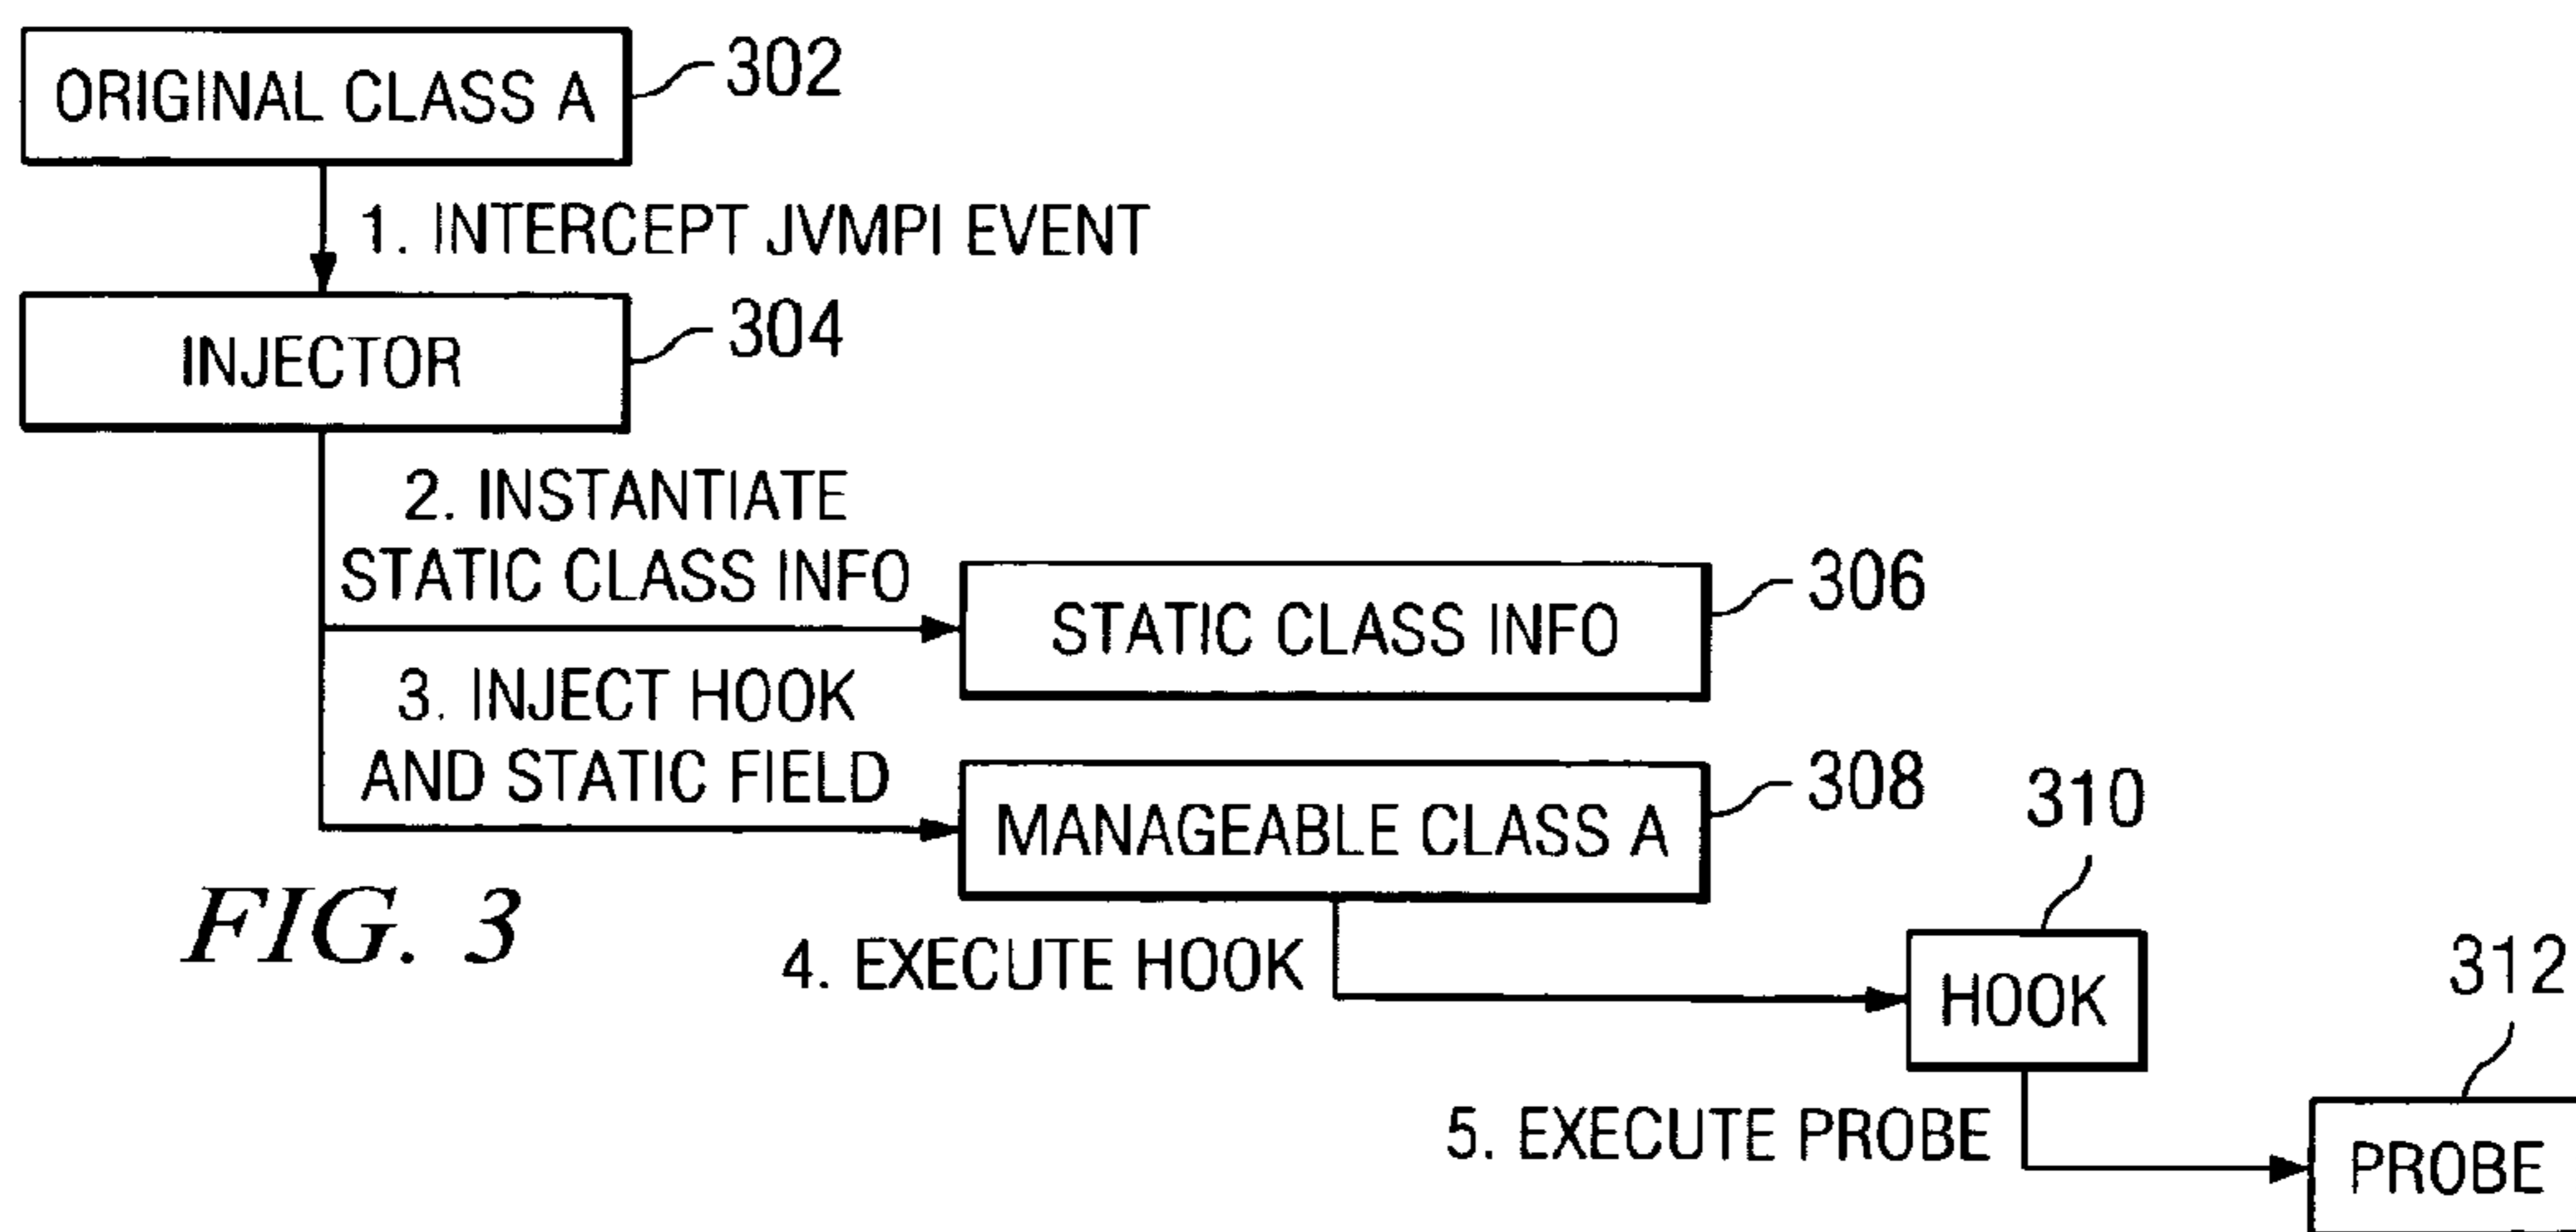 ORIGINAL CLASS A
302
1. INTERCEPT JVMPI EVENT
INJECTOR
304
2. INSTANTIATE
STATIC CLASS INFO
STATIC CLASS INFO
306
3. INJECT HOOK
AND STATIC FIELD
MANAGEABLE CLASS A
308
310
FIG. 3
4. EXECUTE HOOK
HOOK
312
5. EXECUTE PROBE
PROBE